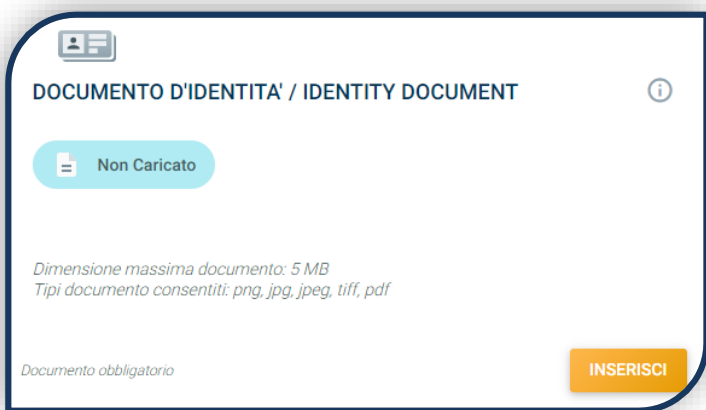 DOCUMENTO D'IDENTITA' / IDENTITY DOCUMENT
Non Caricato
Dimensione massima documento: 5 MB
Tipi documento consentiti: png, jpg, jpeg, tiff, pdf
Documento obbligatorio
INSERISCI